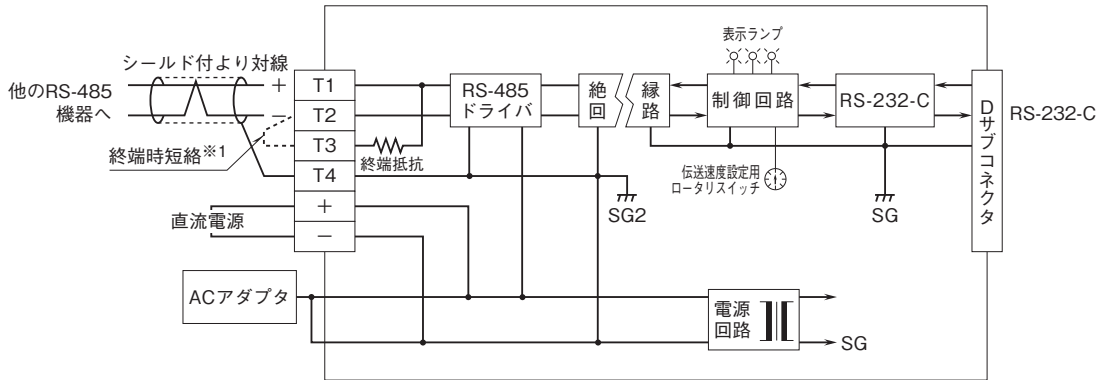 表示ランプ
シールド付より対線
他のRS-485
機器へ
+
−
終端時短絡※1
T1
T2
T3
T4
+
−
直流電源
終端抵抗
RS-485
ドライバ
絶縁
回路
制御回路
RS-232-C
Dサブコネクタ
RS-232-C
伝送速度設定用
ロータリスイッチ
SG2
SG
ACアダプタ
電源
回路
SG